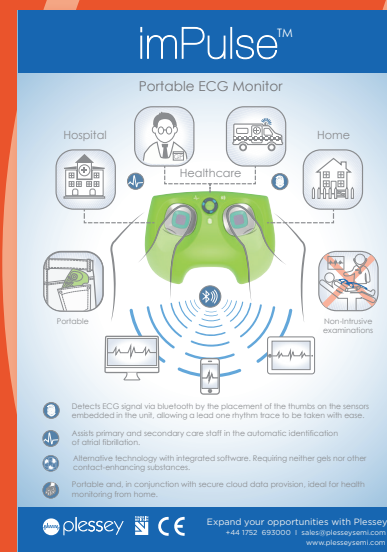 imPulse™
Portable ECG Monitor
Hospital
Home
Healthcare
Portable
Non-Intrusive
examinations
Detects ECG signal via bluetooth by the placement of the thumbs on the sensors
embedded in the unit, allowing a lead one rhythm trace to be taken with ease.
Assists primary and secondary care staff in the automatic identification
of atrial fibrillation.
Alternative technology with integrated software. Requiring neither gels nor other
contact-enhancing substances.
Portable and, in conjunction with secure cloud data provision, ideal for health
monitoring from home.
plessey
CE
Expand your opportunities with Plessey
+44 1752 693000 I sales@plesseysemi.com
www.plesseysemi.com